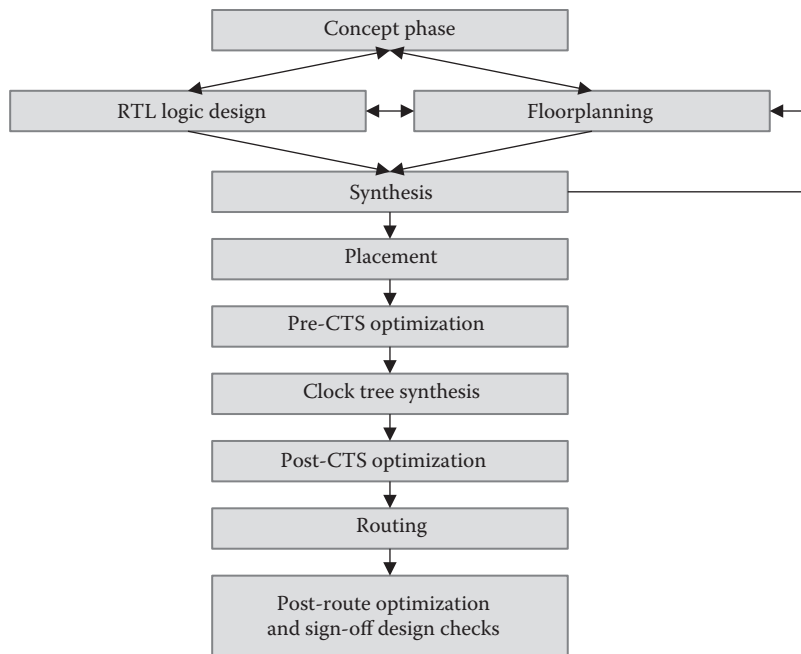 Concept phase
RTL logic design
Floorplanning
Synthesis
Placement
Pre-CTS optimization
Clock tree synthesis
Post-CTS optimization
Routing
Post-route optimization
and sign-off design checks